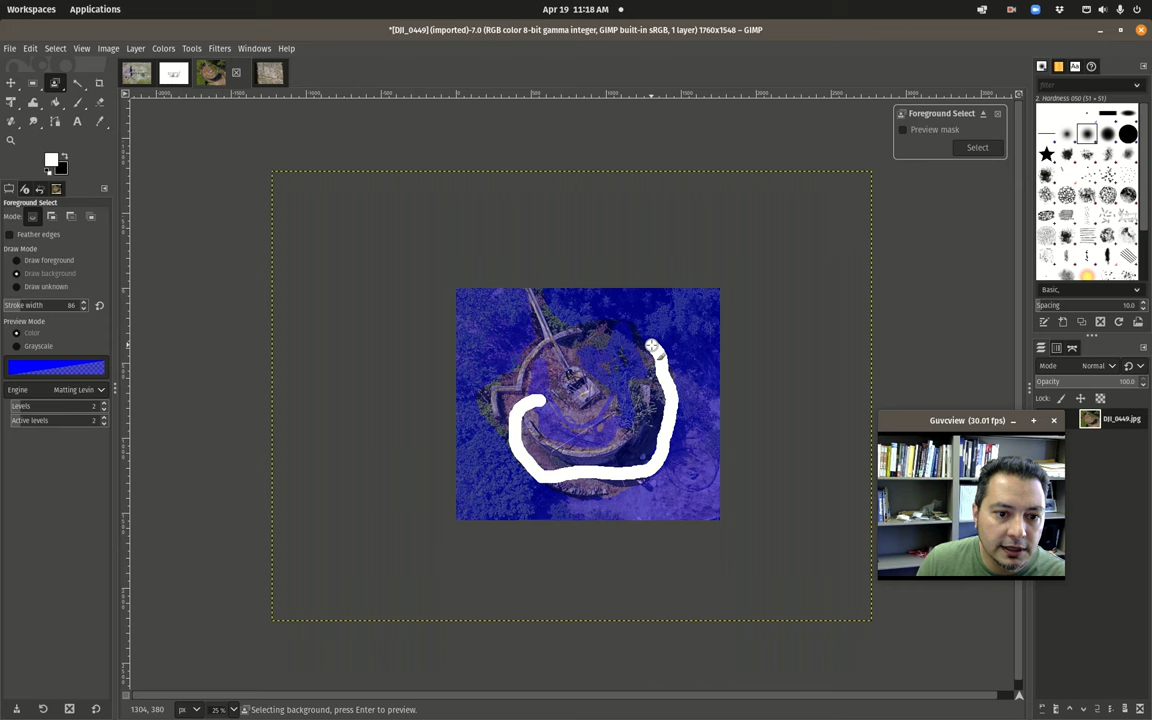 Workspaces
Applications
Apr 19 11:18 AM
*[DJI_0449] (imported)-7.0 (RGB color 8-bit gamma integer, GIMP built-in sRGB, 1 layer) 1760x1548 – GIMP
File Edit Select View Image Layer Colors Tools Filters Windows Help
Foreground Select
Mode:
Feather edges
Draw Mode
Draw foreground
Draw background
Draw unknown
Stroke width 86
Preview Mode
Color
Grayscale
Engine Matting Levin
Levels 2
Active levels 2
Foreground Select
Preview mask
Select
filter
2. Hardness 050 (51 × 51)
Basic,
Spacing 10.0
Mode Normal
Opacity 100.0
Lock:
DJI_0449.jpg
Guvcview (30.01 fps)
1304, 380 px 25 % Selecting background, press Enter to preview.